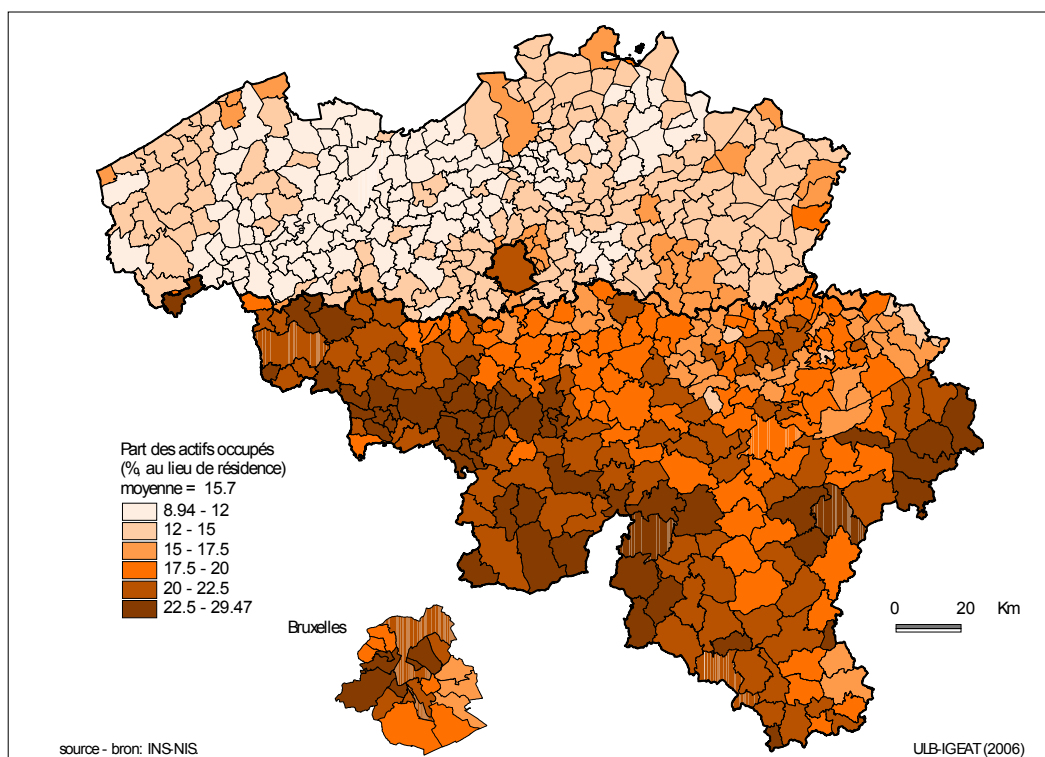 Part des actifs occupés
(% au lieu de résidence)
moyenne = 15.7
8.94 - 12
12 - 15
15 - 17.5
17.5 - 20
20 - 22.5
22.5 - 29.47
Bruxelles
0 20 Km
source - bron: INS-NIS.
ULB-IGEAT (2006)